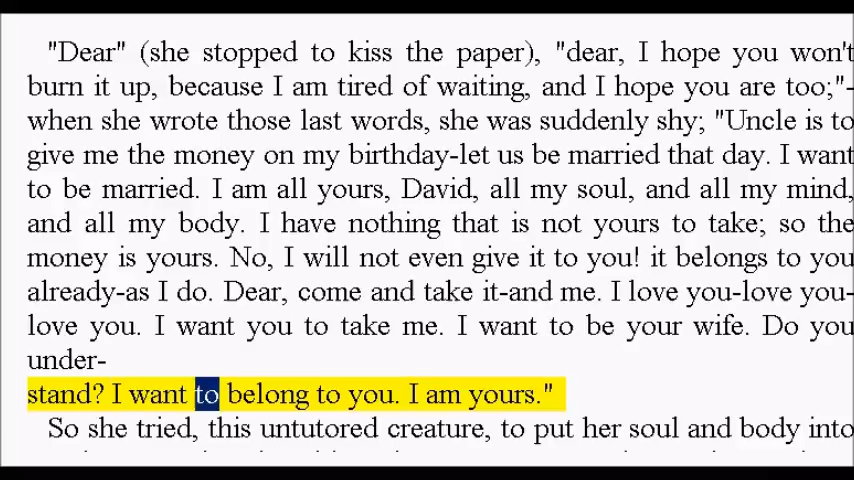 "Dear" (she stopped to kiss the paper), "dear, I hope you won't
burn it up, because I am tired of waiting, and I hope you are too;"-
when she wrote those last words, she was suddenly shy; "Uncle is to
give me the money on my birthday-let us be married that day. I want
to be married. I am all yours, David, all my soul, and all my mind,
and all my body. I have nothing that is not yours to take; so the
money is yours. No, I will not even give it to you! it belongs to you
already-as I do. Dear, come and take it-and me. I love you-love you-
love you. I want you to take me. I want to be your wife. Do you
under-
stand? I want to belong to you. I am yours."
So she tried, this untutored creature, to put her soul and body into